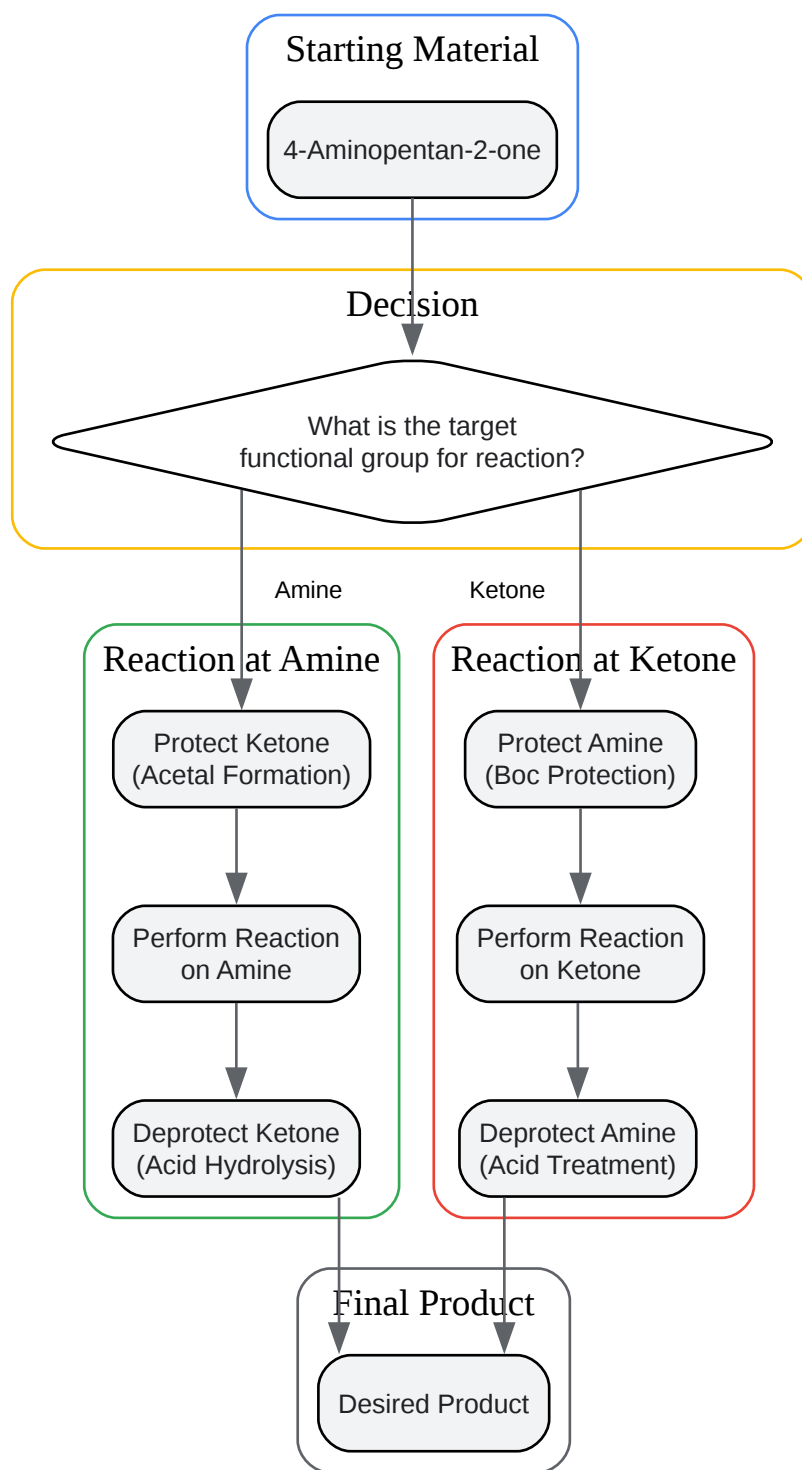 Starting Material
4-Aminopentan-2-one
Decision
What is the target
functional group for reaction?
Amine
Ketone
Reaction at Amine
Protect Ketone
(Acetal Formation)
Perform Reaction
on Amine
Deprotect Ketone
(Acid Hydrolysis)
Reaction at Ketone
Protect Amine
(Boc Protection)
Perform Reaction
on Ketone
Deprotect Amine
(Acid Treatment)
Final Product
Desired Product